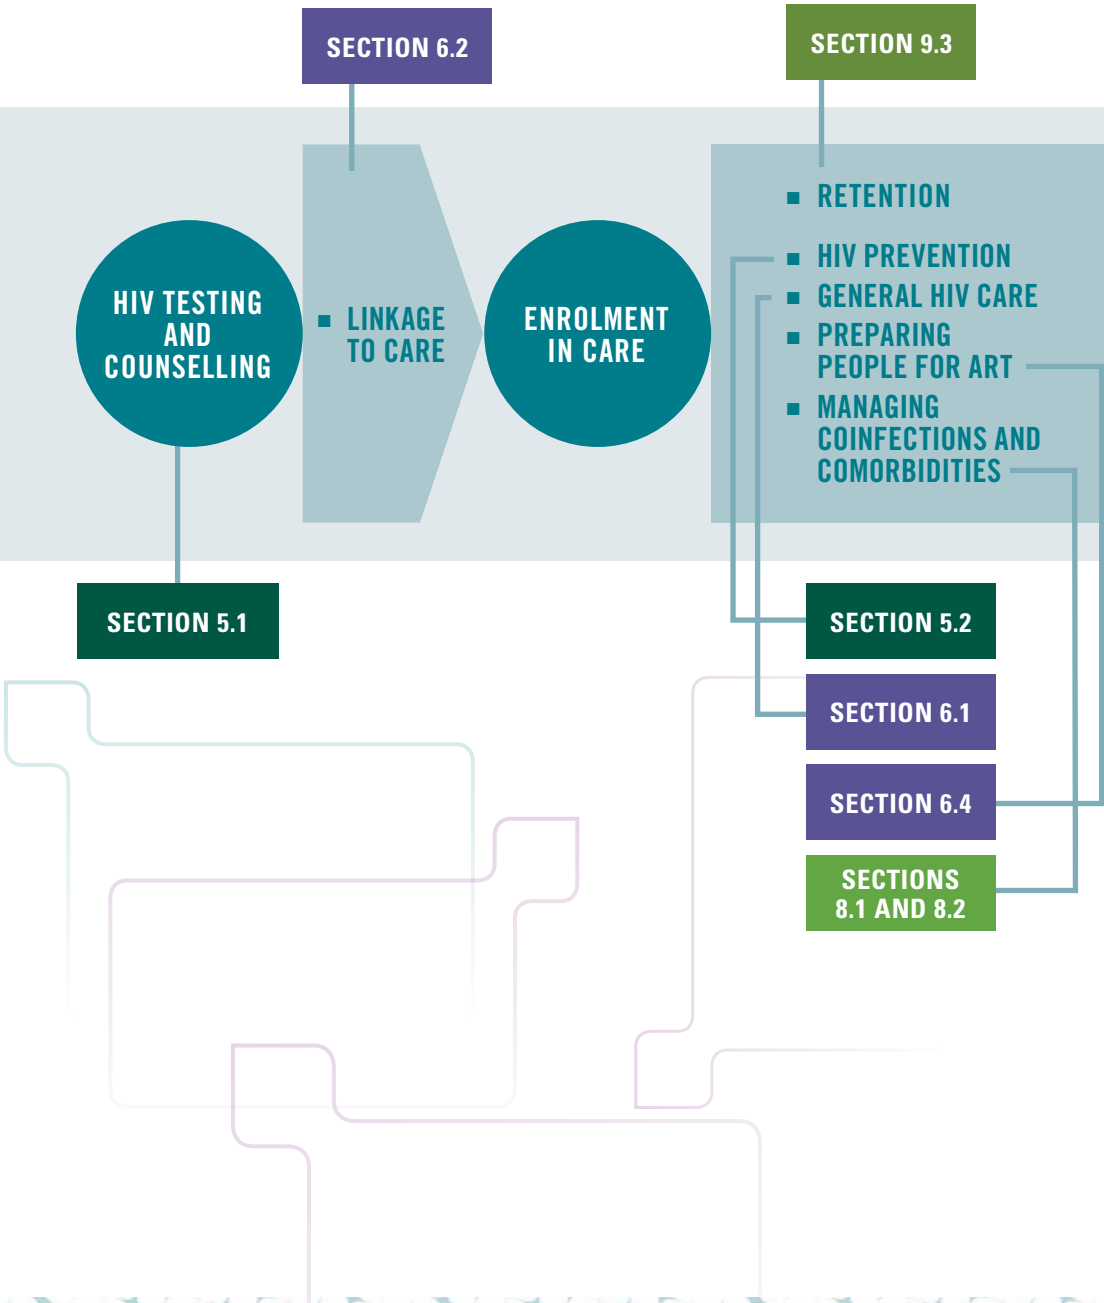 SECTION 6.2
SECTION 9.3
HIV TESTING
AND
COUNSELLING
■ LINKAGE
TO CARE
ENROLMENT
IN CARE
■ RETENTION
■ HIV PREVENTION
■ GENERAL HIV CARE
■ PREPARING
PEOPLE FOR ART
■ MANAGING
COINFECTIONS AND
COMORBIDITIES
SECTION 5.1
SECTION 5.2
SECTION 6.1
SECTION 6.4
SECTIONS
8.1 AND 8.2